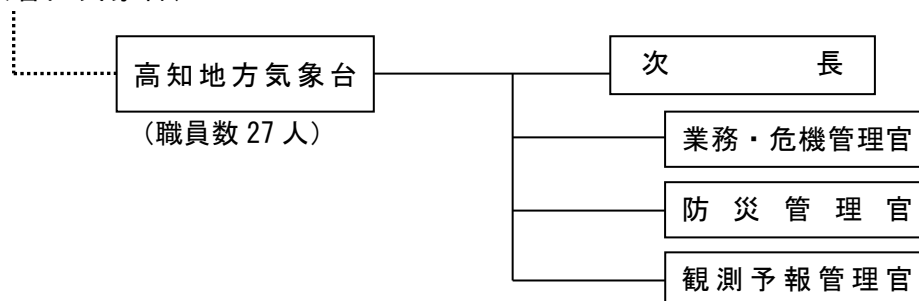 高知地方気象台
次長
(職員数 27 人)
業務・危機管理官
防災管理官
観測予報管理官